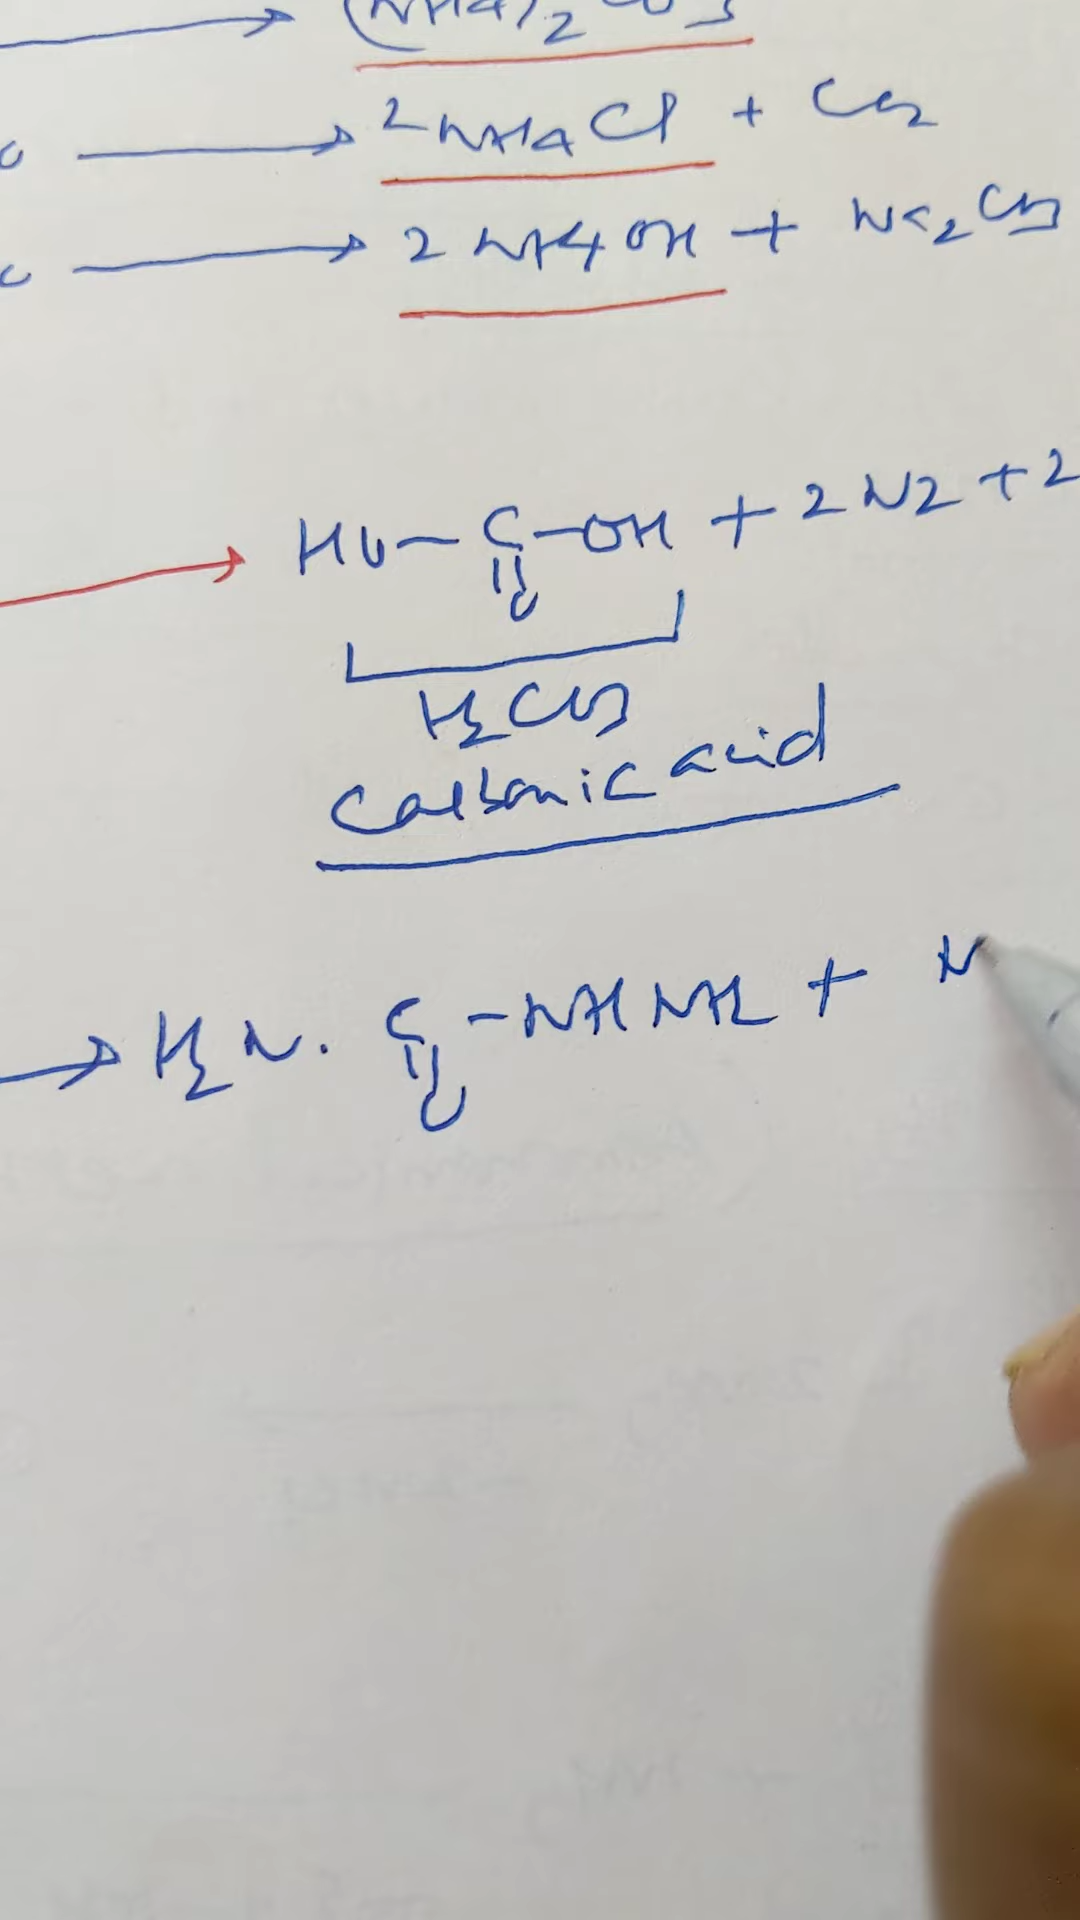 ⟶ (NH4)2CO3
⟶ 2NH4Cl + CO2
⟶ 2NH4OH + Na2CO3
⟶ HO-C-OH + 2N2 + 2
||
O
H2CO3
Carbonic acid
⟶ H2N. C -NHNH2 + N
||
O